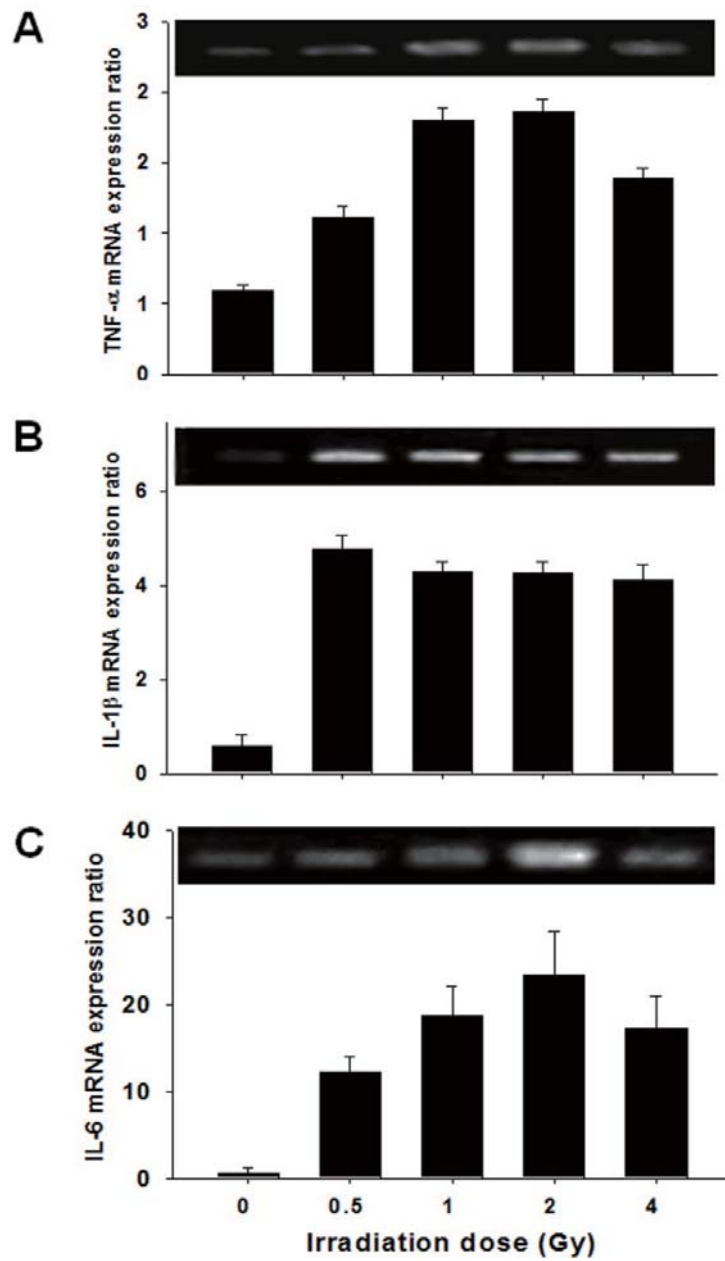 A
TNF-α mRNA expression ratio
3
2
2
1
1
0
B
IL-1β mRNA expression ratio
6
4
2
0
C
IL-6 mRNA expression ratio
40
30
20
10
0
0 0.5 1 2 4
Irradiation dose (Gy)